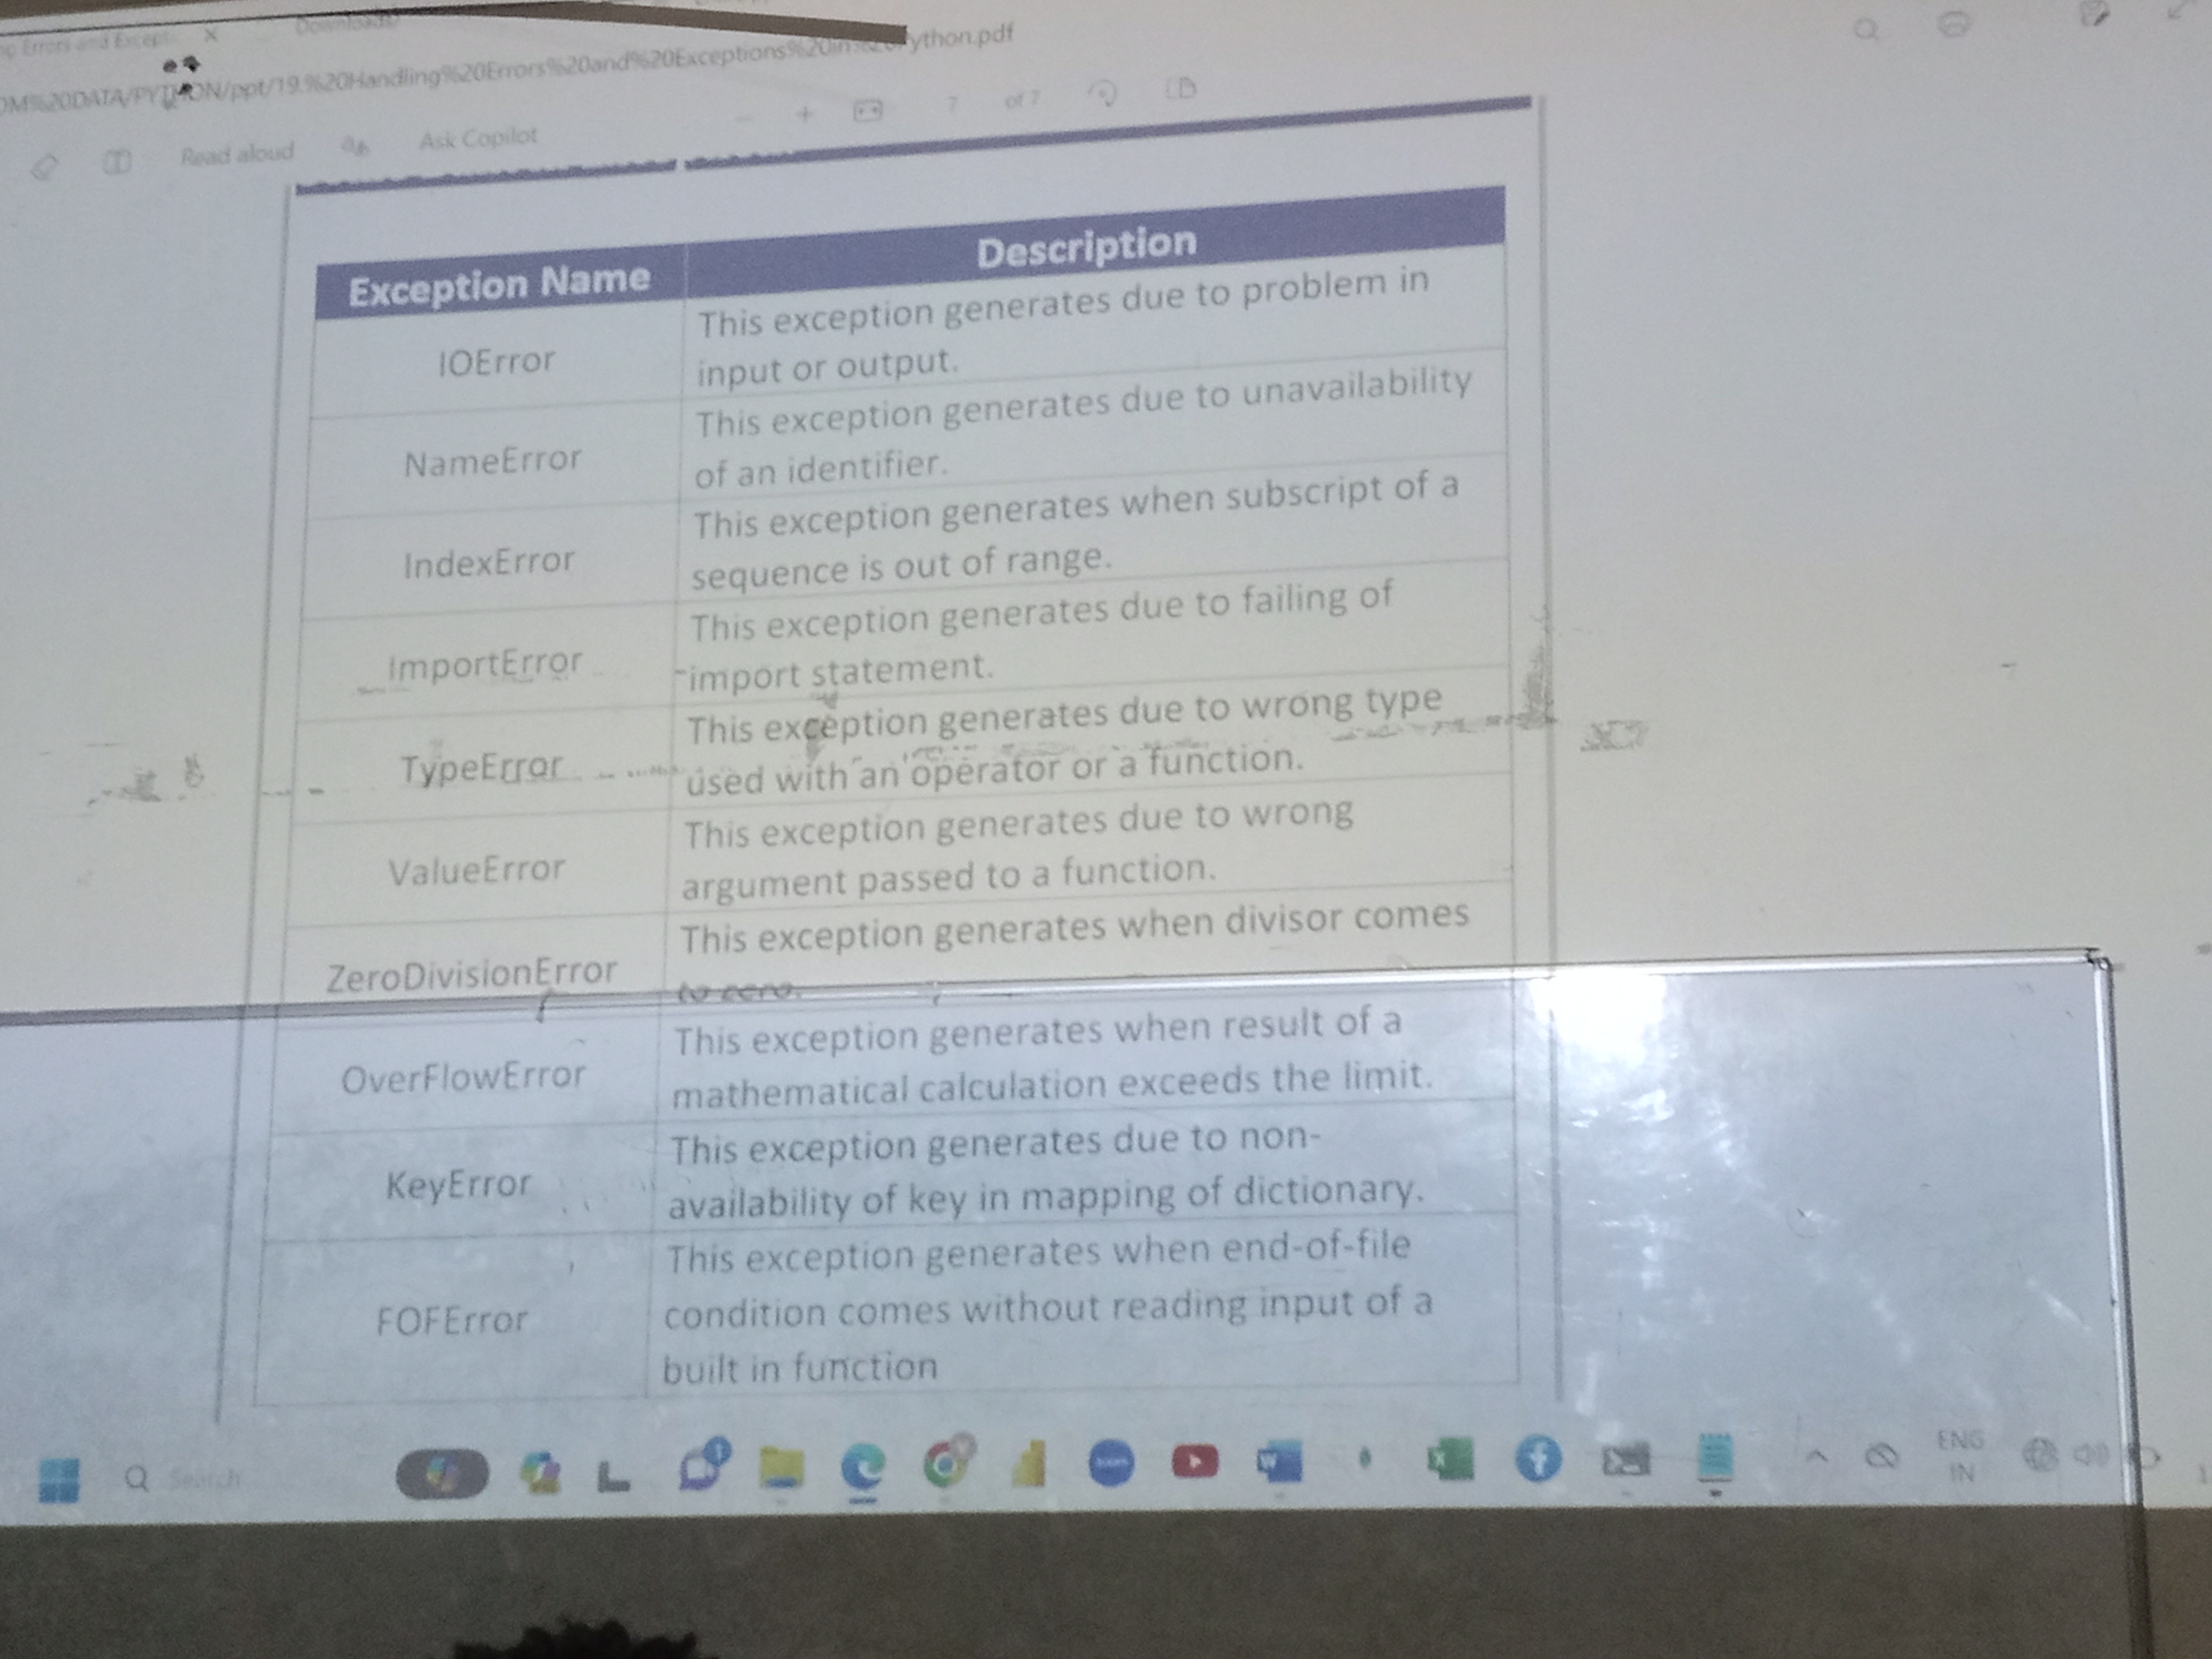 Errors and Excepti
Downloads
DATA/PYTHON/ppt/19.%20Handling%20Errors%20and%20Exceptions%20in%20Python.pdf
Read aloud
Ask Copilot
7 of 7
Exception Name
Description
IOError
This exception generates due to problem in
input or output.
NameError
This exception generates due to unavailability
of an identifier.
IndexError
This exception generates when subscript of a
sequence is out of range.
ImportError
This exception generates due to failing of
import statement.
TypeError
This exception generates due to wrong type
used with an operator or a function.
ValueError
This exception generates due to wrong
argument passed to a function.
ZeroDivisionError
This exception generates when divisor comes
to zero.
OverFlowError
This exception generates when result of a
mathematical calculation exceeds the limit.
KeyError
This exception generates due to non-
availability of key in mapping of dictionary.
FOFError
This exception generates when end-of-file
condition comes without reading input of a
built in function
Search
ENG
IN